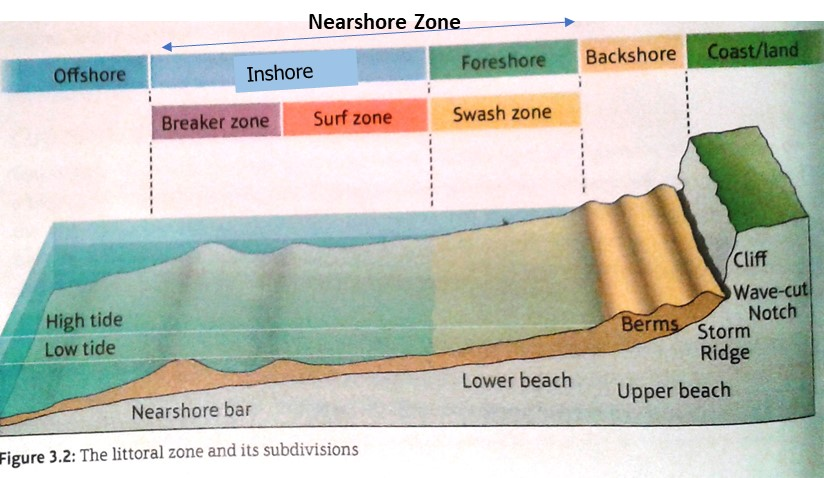 Nearshore Zone
Offshore
Inshore
Foreshore
Backshore
Coast/land
Breaker zone
Surf zone
Swash zone
Cliff
High tide
Wave-cut
Notch
Low tide
Berms
Storm
Ridge
Lower beach
Upper beach
Nearshore bar
Figure 3.2: The littoral zone and its subdivisions